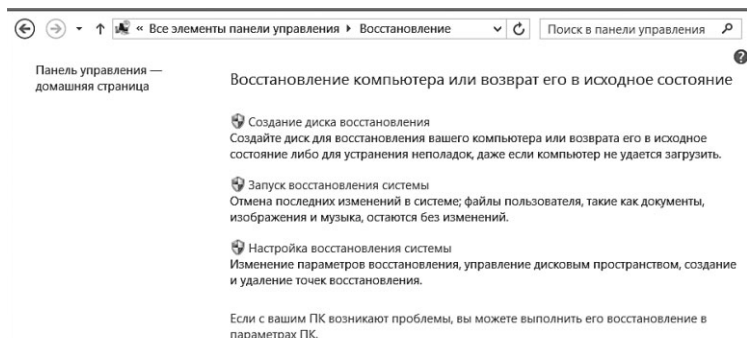 « Все элементы панели управления ▸ Восстановление
Поиск в панели управления
Панель управления —
домашняя страница
Восстановление компьютера или возврат его в исходное состояние
Создание диска восстановления
Создайте диск для восстановления вашего компьютера или возврата его в исходное
состояние либо для устранения неполадок, даже если компьютер не удается загрузить.
Запуск восстановления системы
Отмена последних изменений в системе; файлы пользователя, такие как документы,
изображения и музыка, остаются без изменений.
Настройка восстановления системы
Изменение параметров восстановления, управление дисковым пространством, создание
и удаление точек восстановления.
Если с вашим ПК возникают проблемы, вы можете выполнить его восстановление в
параметрах ПК.